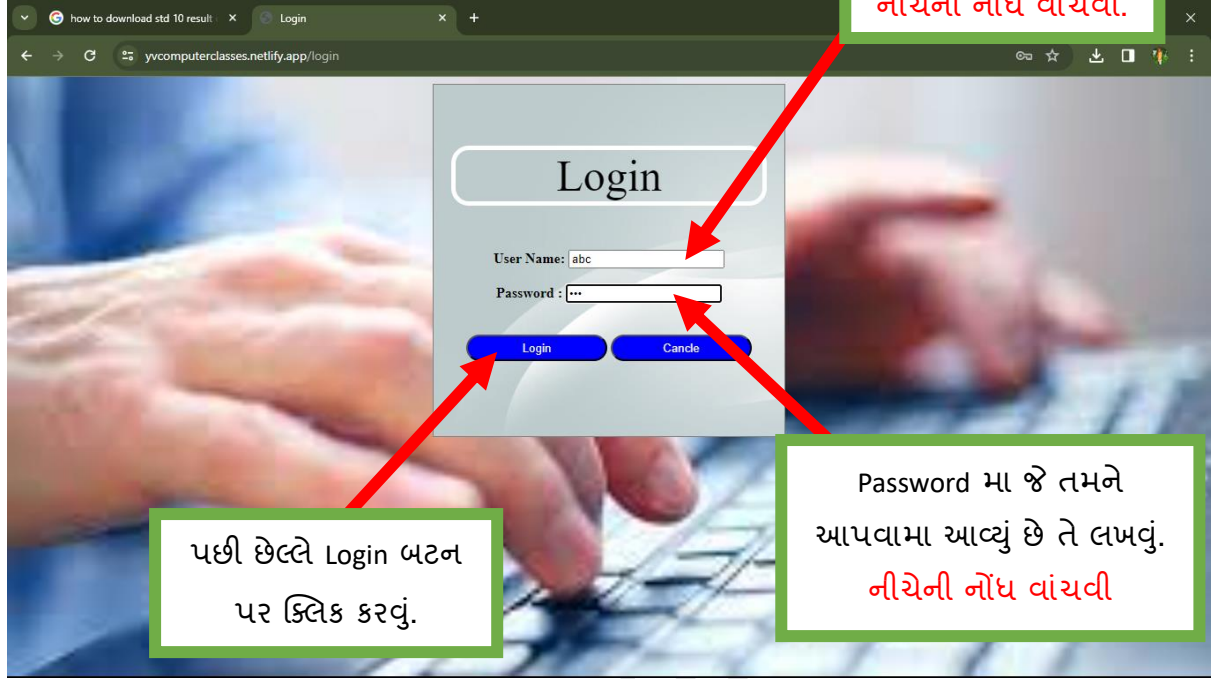 how to download std 10 result
Login
નીચેની નોંધ વાંચવી.
yvcomputerclasses.netlify.app/login
Login
User Name: abc
Password : •••
Login Cancle
Password મા જે તમને
આપવામા આવ્યું છે તે લખવું.
નીચેની નોંધ વાંચવી
પછી છેલ્લે Login બટન
પર ક્લિક કરવું.